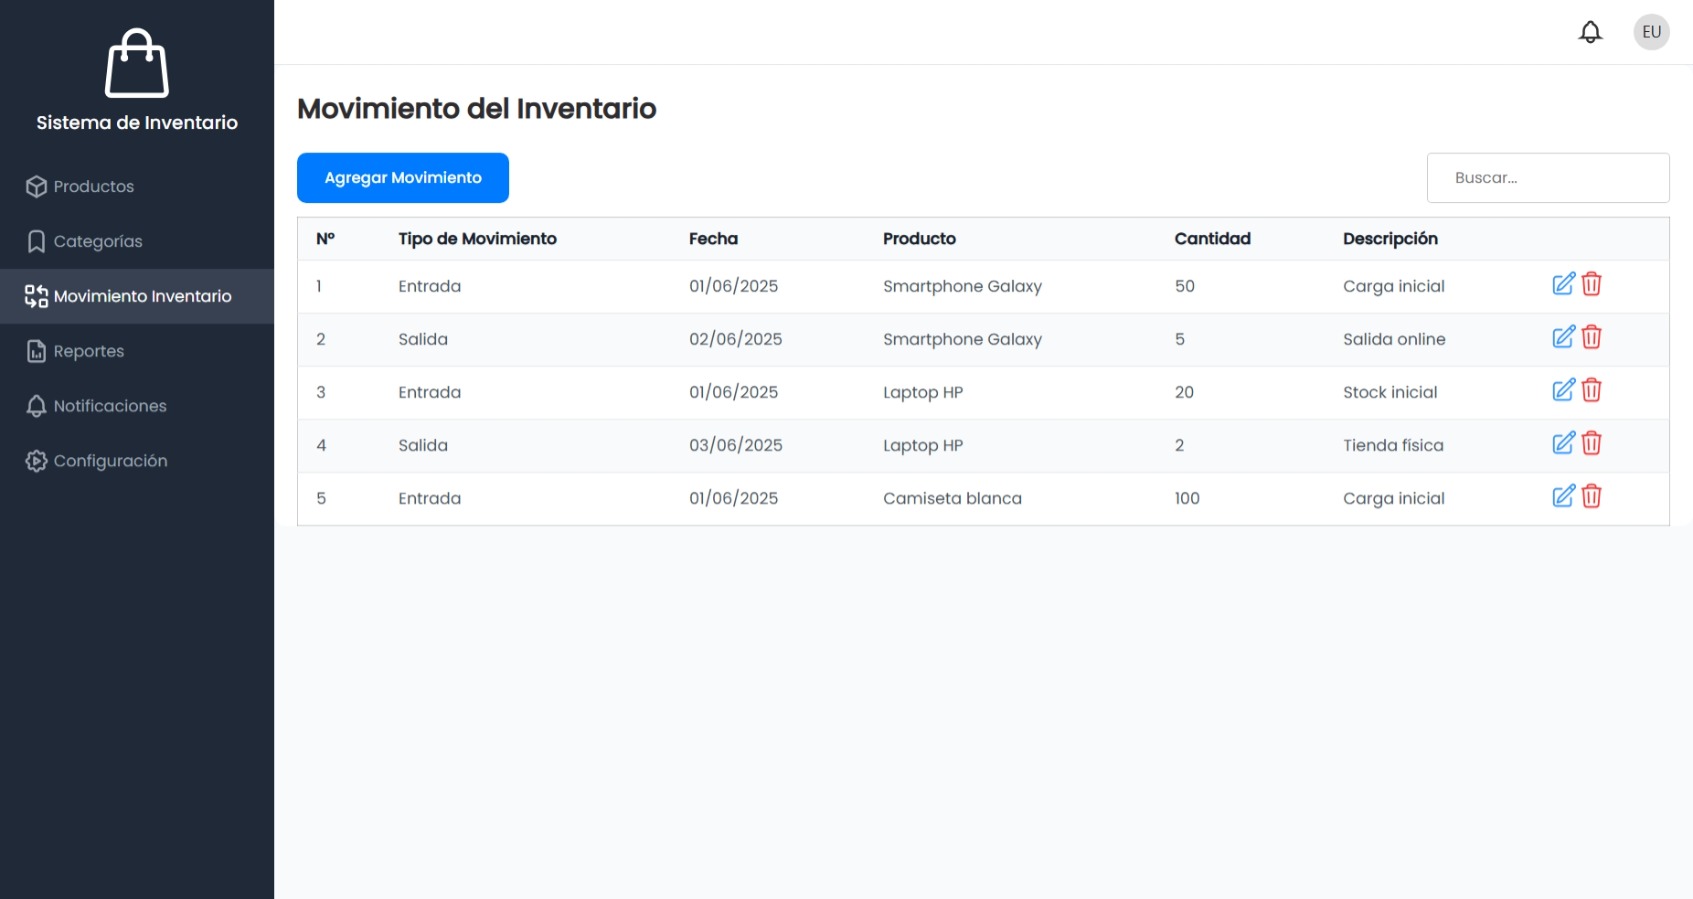 EU
Sistema de Inventario
Productos
Categorías
Movimiento Inventario
Reportes
Notificaciones
Configuración
Movimiento del Inventario
Agregar Movimiento
Buscar...
Nº Tipo de Movimiento Fecha Producto Cantidad Descripción
1 Entrada 01/06/2025 Smartphone Galaxy 50 Carga inicial
2 Salida 02/06/2025 Smartphone Galaxy 5 Salida online
3 Entrada 01/06/2025 Laptop HP 20 Stock inicial
4 Salida 03/06/2025 Laptop HP 2 Tienda física
5 Entrada 01/06/2025 Camiseta blanca 100 Carga inicial